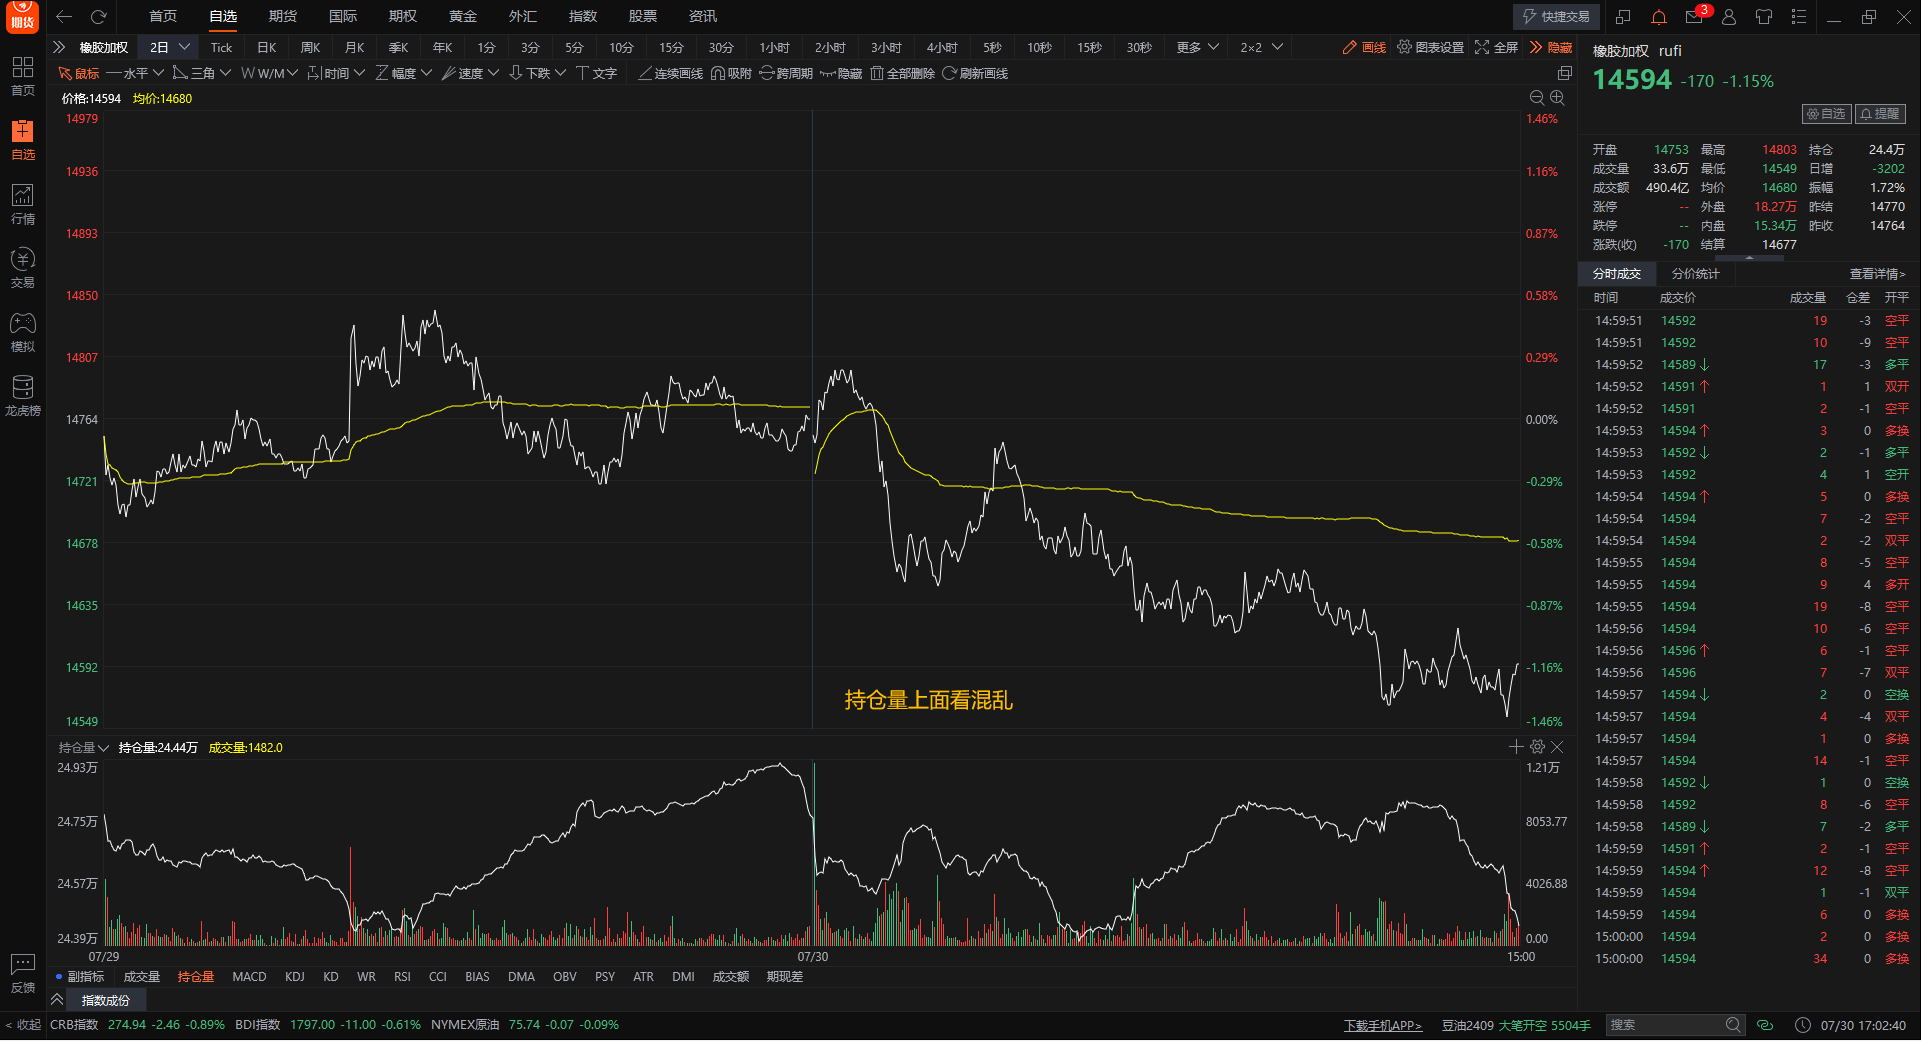 期货
首页 自选 期货 国际 期权 黄金 外汇 指数 股票 资讯
快捷交易 3
橡胶加权 2日 Tick 日K 周K 月K 季K 年K 1分 3分 5分 10分 15分 30分 1小时 2小时 3小时 4小时 5秒 10秒 15秒 30秒 更多 2×2 画线 图表设置 全屏 隐藏
鼠标 水平 三角 W/M 时间 幅度 速度 下跌 文字 连续画线 吸附 跨周期 隐藏 全部删除 刷新画线
首页
自选
行情
交易
模拟
龙虎榜
反馈
< 收起
价格:14594 均价:14680
14979 1.46%
14936 1.16%
14893 0.87%
14850 0.58%
14807 0.29%
14764 0.00%
14721 -0.29%
14678 -0.58%
14635 -0.87%
14592 -1.16%
14549 -1.46%
持仓量上面看混乱
持仓量 持仓量:24.44万 成交量:1482.0
24.93万 1.21万
24.75万 8053.77
24.57万 4026.88
24.39万 0.00
07/29 07/30 15:00
副指标 成交量 持仓量 MACD KDJ KD WR RSI CCI BIAS DMA OBV PSY ATR DMI 成交额 期现差
指数成份
橡胶加权 rufi
14594 -170 -1.15%
自选 提醒
开盘 14753 最高 14803 持仓 24.4万
成交量 33.6万 最低 14549 日增 -3202
成交额 490.4亿 均价 14680 振幅 1.72%
涨停 -- 外盘 18.27万 昨结 14770
跌停 -- 内盘 15.34万 昨收 14764
涨跌(收) -170 结算 14677
分时成交 分价统计 查看详情>
时间 成交价 成交量 仓差 开平
14:59:51 14592 19 -3 空平
14:59:51 14592 10 -9 空平
14:59:52 14589↓ 17 -3 多平
14:59:52 14591↑ 1 1 双开
14:59:52 14591 2 -1 空平
14:59:53 14594↑ 3 0 多换
14:59:53 14592↓ 2 -1 多平
14:59:53 14592 4 1 空开
14:59:54 14594↑ 5 0 多换
14:59:54 14594 7 -2 空平
14:59:54 14594 2 -2 双平
14:59:55 14594 8 -5 空平
14:59:55 14594 9 4 多开
14:59:55 14594 19 -8 空平
14:59:56 14594 10 -6 空平
14:59:56 14596↑ 6 -1 空平
14:59:56 14596 7 -7 双平
14:59:57 14594↓ 2 0 空换
14:59:57 14594 4 -4 双平
14:59:57 14594 1 0 多换
14:59:57 14594 14 -1 空平
14:59:58 14592↓ 1 0 空换
14:59:58 14592 8 -6 空平
14:59:58 14589↓ 7 -2 多平
14:59:59 14591↑ 2 -1 空平
14:59:59 14594↑ 12 -8 空平
14:59:59 14594 1 -1 双平
14:59:59 14594 6 0 多换
15:00:00 14594 2 0 多换
15:00:00 14594 34 0 多换
CRB指数 274.94 -2.46 -0.89% BDI指数 1797.00 -11.00 -0.61% NYMEX原油 75.74 -0.07 -0.09%
下载手机APP> 豆油2409 大笔开空 5504手 搜索 07/30 17:02:40